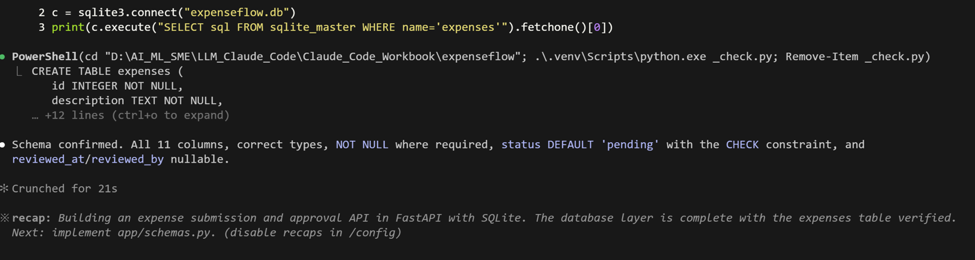 2 c = sqlite3.connect("expenseflow.db")
3 print(c.execute("SELECT sql FROM sqlite_master WHERE name='expenses'").fetchone()[0])
● PowerShell(cd "D:\AI_ML_SME\LLM_Claude_Code\Claude_Code_Workbook\expenseflow"; .\.venv\Scripts\python.exe _check.py; Remove-Item _check.py)
└ CREATE TABLE expenses (
id INTEGER NOT NULL,
description TEXT NOT NULL,
… +12 lines (ctrl+o to expand)
● Schema confirmed. All 11 columns, correct types, NOT NULL where required, status DEFAULT 'pending' with the CHECK constraint, and
reviewed_at/reviewed_by nullable.
✻ Crunched for 21s
※ recap: Building an expense submission and approval API in FastAPI with SQLite. The database layer is complete with the expenses table verified.
Next: implement app/schemas.py. (disable recaps in /config)